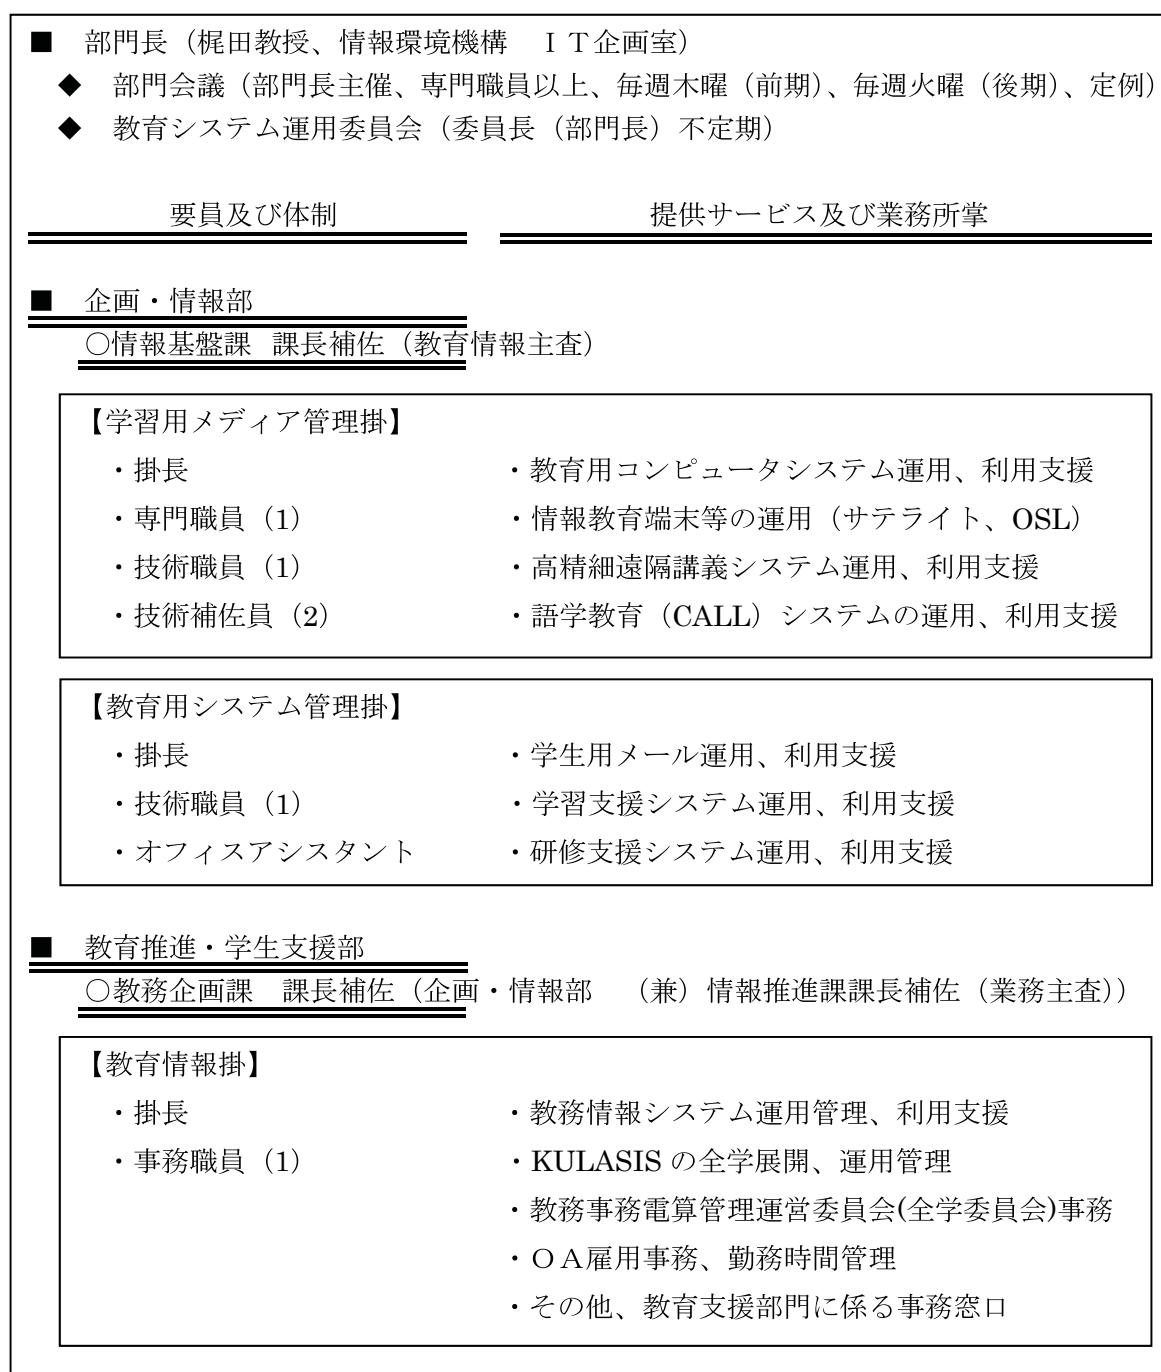 ■ 部門長（梶田教授、情報環境機構 ＩＴ企画室）
◆ 部門会議（部門長主催、専門職員以上、毎週木曜（前期）、毎週火曜（後期）、定例）
◆ 教育システム運用委員会（委員長（部門長）不定期）
要員及び体制 提供サービス及び業務所掌
■ 企画・情報部
○情報基盤課 課長補佐（教育情報主査）
【学習用メディア管理掛】
・掛長 ・教育用コンピュータシステム運用、利用支援
・専門職員（1） ・情報教育端末等の運用（サテライト、OSL）
・技術職員（1） ・高精細遠隔講義システム運用、利用支援
・技術補佐員（2） ・語学教育（CALL）システムの運用、利用支援
【教育用システム管理掛】
・掛長 ・学生用メール運用、利用支援
・技術職員（1） ・学習支援システム運用、利用支援
・オフィスアシスタント ・研修支援システム運用、利用支援
■ 教育推進・学生支援部
○教務企画課 課長補佐（企画・情報部 （兼）情報推進課課長補佐（業務主査））
【教育情報掛】
・掛長 ・教務情報システム運用管理、利用支援
・事務職員（1） ・KULASIS の全学展開、運用管理
・教務事務電算管理運営委員会(全学委員会)事務
・ＯＡ雇用事務、勤務時間管理
・その他、教育支援部門に係る事務窓口